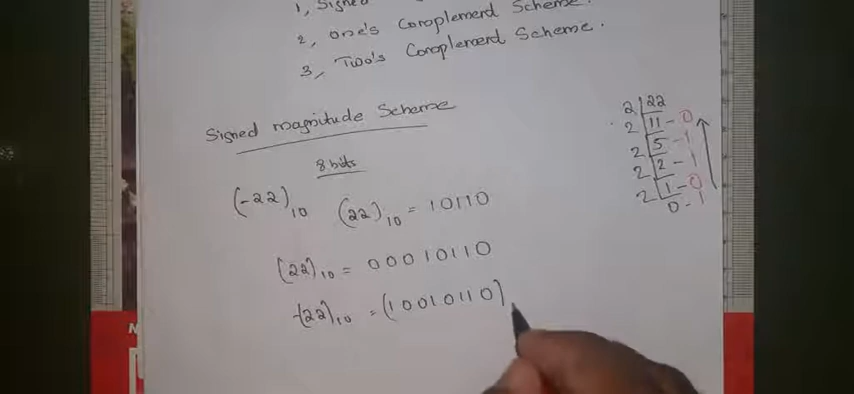 1, Signed
2, One's Complement Scheme.
3, Two's Complement Scheme.
Signed magnitude Scheme
8 bits
(-22)10 (22)10 = 10110
(22)10 = 00010110
-(22)10 = (10010110)
2 22
2 11 - 0
2 5 - 1
2 2 - 1
2 1 - 0
0 - 1